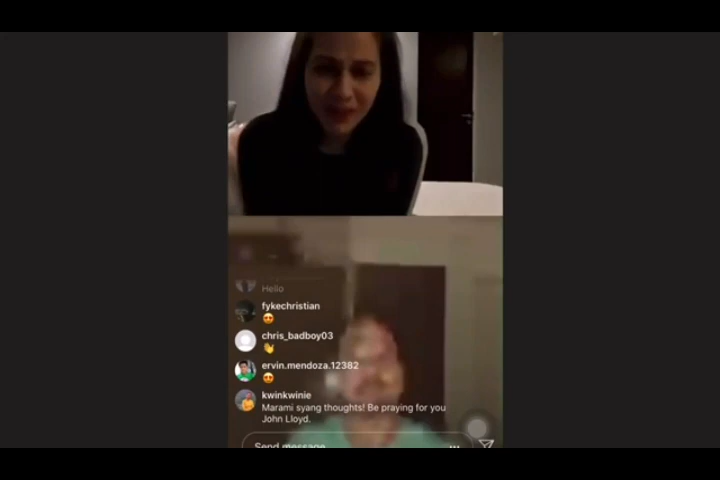 Hello
fykechristian
😍
chris_badboy03
👋
ervin.mendoza.12382
😍
kwinkwinie
Marami syang thoughts! Be praying for you
John Lloyd.
Send message